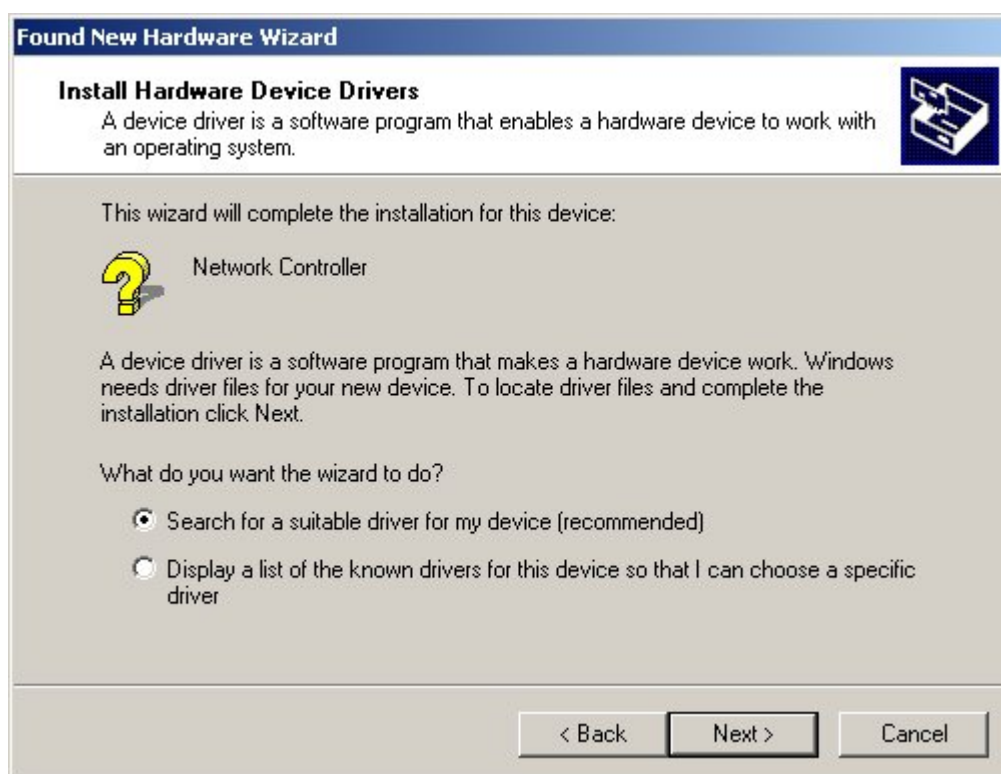 Found New Hardware Wizard
Install Hardware Device Drivers
A device driver is a software program that enables a hardware device to work with
an operating system.
This wizard will complete the installation for this device:
Network Controller
A device driver is a software program that makes a hardware device work. Windows
needs driver files for your new device. To locate driver files and complete the
installation click Next.
What do you want the wizard to do?
Search for a suitable driver for my device (recommended)
Display a list of the known drivers for this device so that I can choose a specific
driver
< Back
Next >
Cancel